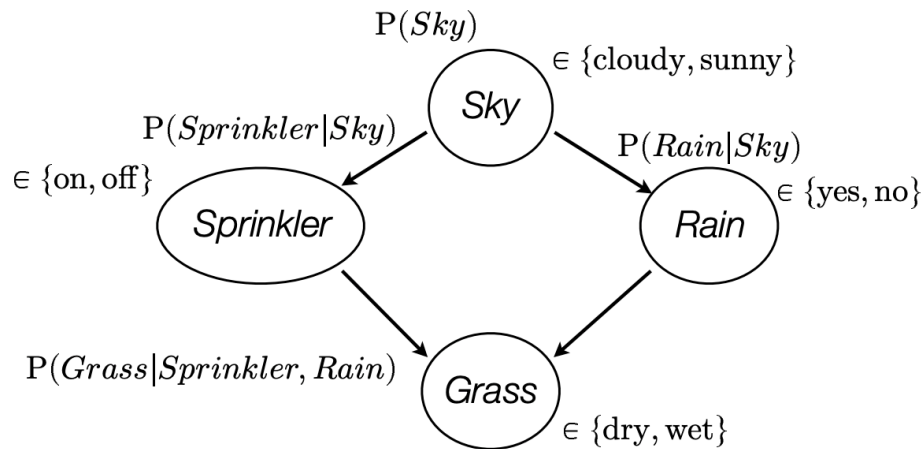 P(Sky)
∈ {cloudy, sunny}
Sky
P(Sprinkler|Sky)
P(Rain|Sky)
∈ {on, off}
∈ {yes, no}
Sprinkler
Rain
P(Grass|Sprinkler, Rain)
Grass
∈ {dry, wet}